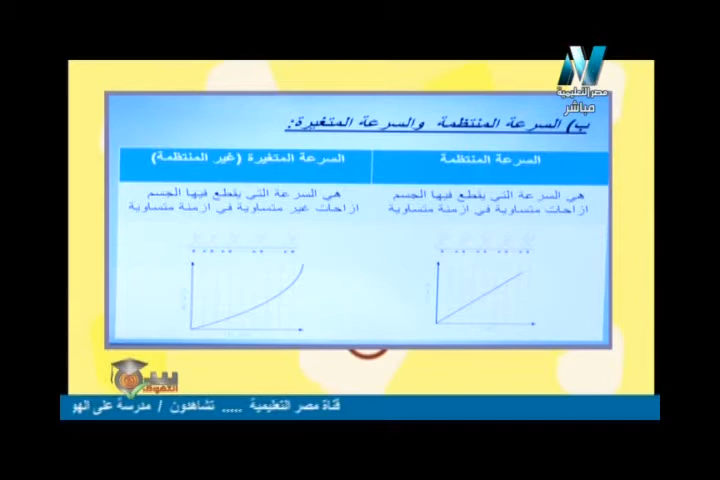 مصر التعليمية
مباشر
ب) السرعة المنتظمة والسرعة المتغيرة:
السرعة المنتظمة
السرعة المتغيرة (غير المنتظمة)
هي السرعة التي يقطع فيها الجسم
ازاحات متساوية في ازمنة متساوية
هي السرعة التي يقطع فيها الجسم
ازاحات غير متساوية في ازمنة متساوية
قناة مصر التعليمية ..... تشاهدون / مدرسة على الهو